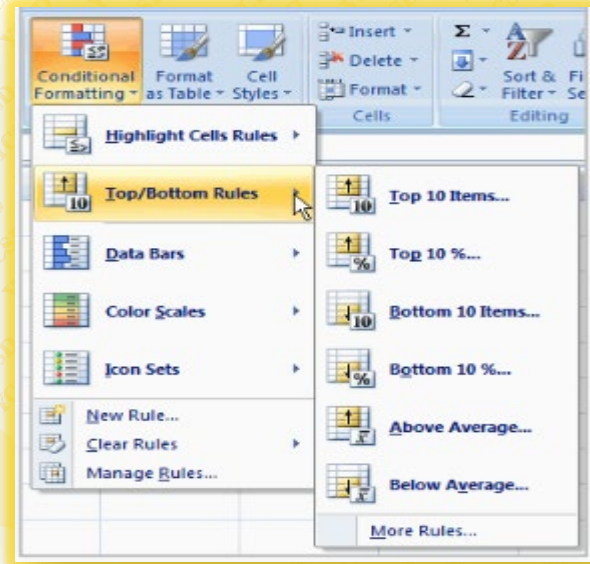 Conditional Formatting
Format as Table
Cell Styles
Insert
Delete
Format
Cells
Σ
Sort & Filter
Fi
Se
Editing
Highlight Cells Rules
Top/Bottom Rules
Data Bars
Color Scales
Icon Sets
New Rule...
Clear Rules
Manage Rules...
Top 10 Items...
Top 10 %...
Bottom 10 Items...
Bottom 10 %...
Above Average...
Below Average...
More Rules...